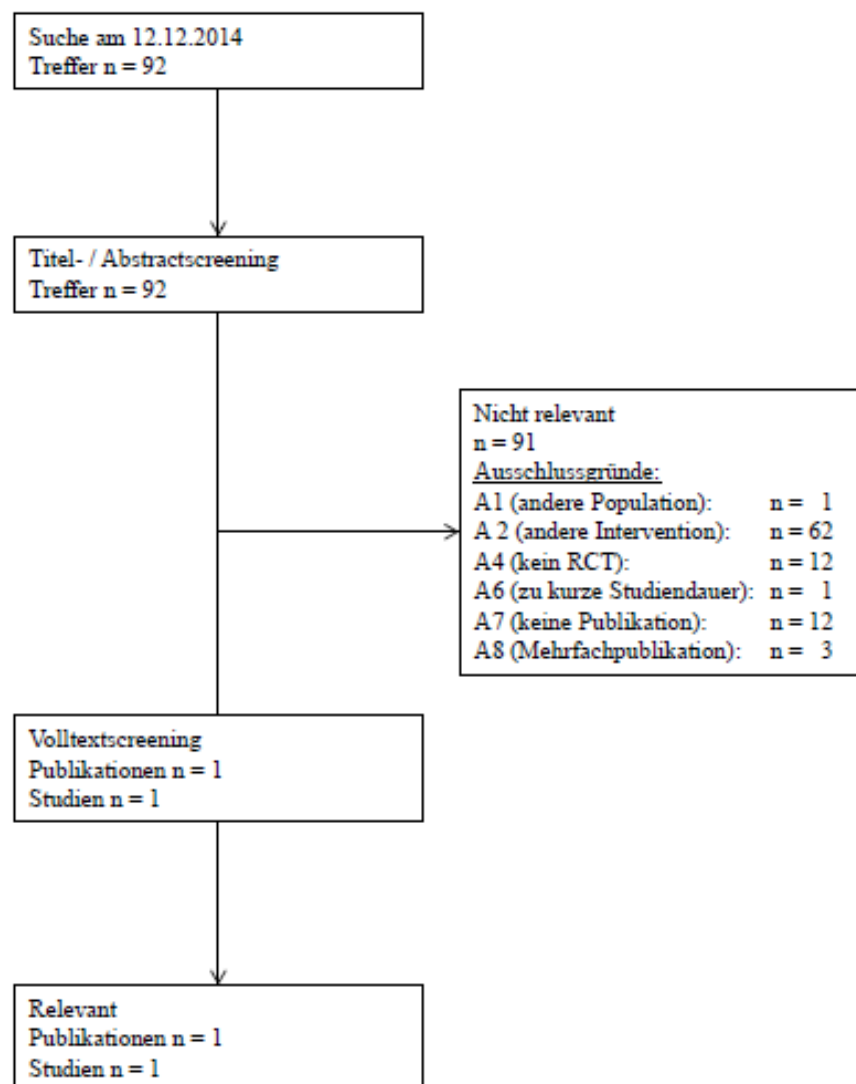 Suche am 12.12.2014
Treffer n = 92
Titel- / Abstractscreening
Treffer n = 92
Nicht relevant
n = 91
Ausschlussgründe:
A1 (andere Population): n = 1
A 2 (andere Intervention): n = 62
A4 (kein RCT): n = 12
A6 (zu kurze Studiendauer): n = 1
A7 (keine Publikation): n = 12
A8 (Mehrfachpublikation): n = 3
Volltextscreening
Publikationen n = 1
Studien n = 1
Relevant
Publikationen n = 1
Studien n = 1